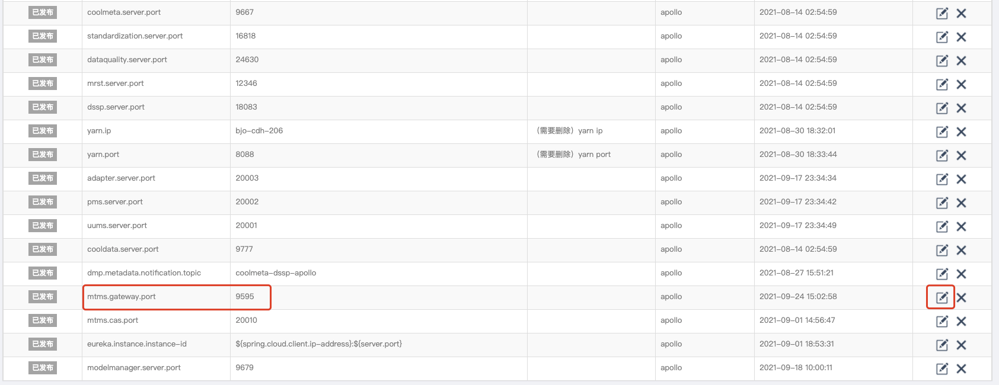 已发布 coolmeta.server.port 9667 apollo 2021-08-14 02:54:59
已发布 standardization.server.port 16818 apollo 2021-08-14 02:54:59
已发布 dataquality.server.port 24630 apollo 2021-08-14 02:54:59
已发布 mrst.server.port 12346 apollo 2021-08-14 02:54:59
已发布 dssp.server.port 18083 apollo 2021-08-14 02:54:59
已发布 yarn.ip bjo-cdh-206 （需要删除）yarn ip apollo 2021-08-30 18:32:01
已发布 yarn.port 8088 （需要删除）yarn port apollo 2021-08-30 18:33:44
已发布 adapter.server.port 20003 apollo 2021-09-17 23:34:34
已发布 pms.server.port 20002 apollo 2021-09-17 23:34:42
已发布 uums.server.port 20001 apollo 2021-09-17 23:34:49
已发布 cooldata.server.port 9777 apollo 2021-08-14 02:54:59
已发布 dmp.metadata.notification.topic coolmeta-dssp-apollo apollo 2021-08-27 15:51:21
已发布 mtms.gateway.port 9595 apollo 2021-09-24 15:02:58
已发布 mtms.cas.port 20010 apollo 2021-09-01 14:56:47
已发布 eureka.instance.instance-id ${spring.cloud.client.ip-address}:${server.port} apollo 2021-09-01 18:53:31
已发布 modelmanager.server.port 9679 apollo 2021-09-18 10:00:11